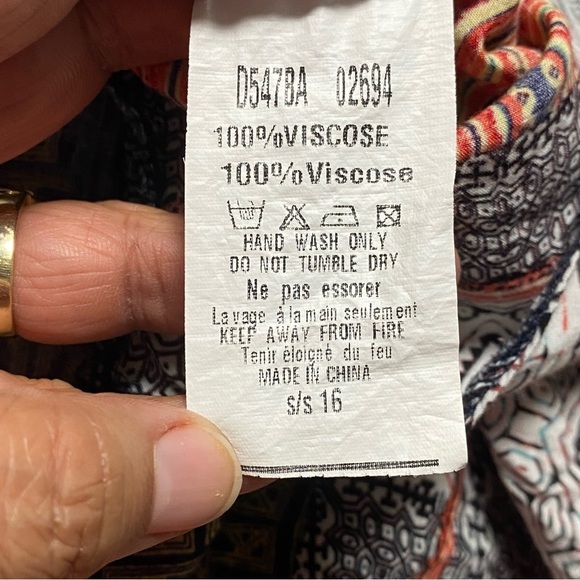 D547BA 02694
100%VISCOSE
100%Viscose
HAND WASH ONLY
DO NOT TUMBLE DRY
Ne pas essorer
La vage à la main seulement
KEEP AWAY FROM FIRE
Tenir éloigné du feu
MADE IN CHINA
s/s 16